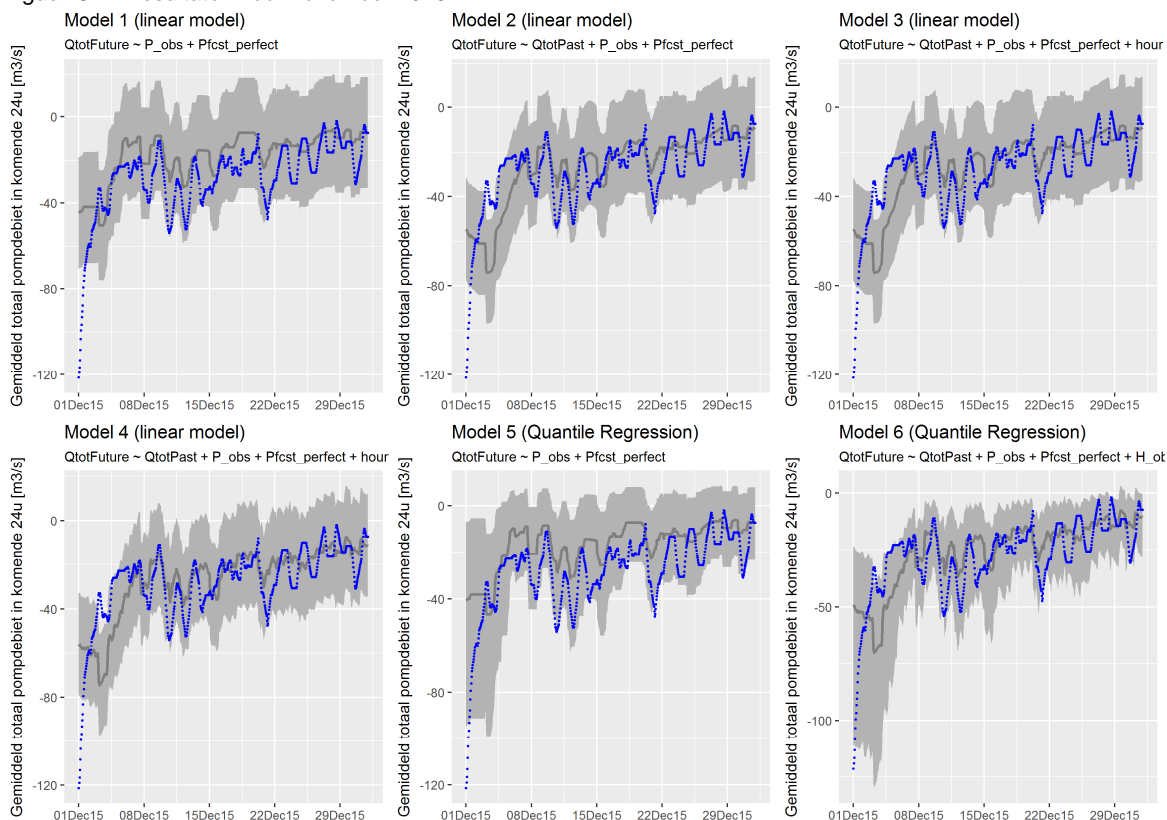 Model 1 (linear model)
QtotFuture ~ P_obs + Pfcst_perfect
Gemiddeld totaal pompdebiet in komende 24u [m3/s]
0
-40
-80
-120
01Dec15 08Dec15 15Dec15 22Dec15 29Dec15
Model 2 (linear model)
QtotFuture ~ QtotPast + P_obs + Pfcst_perfect
Gemiddeld totaal pompdebiet in komende 24u [m3/s]
0
-40
-80
-120
01Dec15 08Dec15 15Dec15 22Dec15 29Dec15
Model 3 (linear model)
QtotFuture ~ QtotPast + P_obs + Pfcst_perfect + hour
Gemiddeld totaal pompdebiet in komende 24u [m3/s]
0
-40
-80
-120
01Dec15 08Dec15 15Dec15 22Dec15 29Dec15
Model 4 (linear model)
QtotFuture ~ QtotPast + P_obs + Pfcst_perfect + hour
Gemiddeld totaal pompdebiet in komende 24u [m3/s]
0
-40
-80
-120
01Dec15 08Dec15 15Dec15 22Dec15 29Dec15
Model 5 (Quantile Regression)
QtotFuture ~ P_obs + Pfcst_perfect
Gemiddeld totaal pompdebiet in komende 24u [m3/s]
0
-40
-80
-120
01Dec15 08Dec15 15Dec15 22Dec15 29Dec15
Model 6 (Quantile Regression)
QtotFuture ~ QtotPast + P_obs + Pfcst_perfect + H_ob
Gemiddeld totaal pompdebiet in komende 24u [m3/s]
0
-50
-100
01Dec15 08Dec15 15Dec15 22Dec15 29Dec15